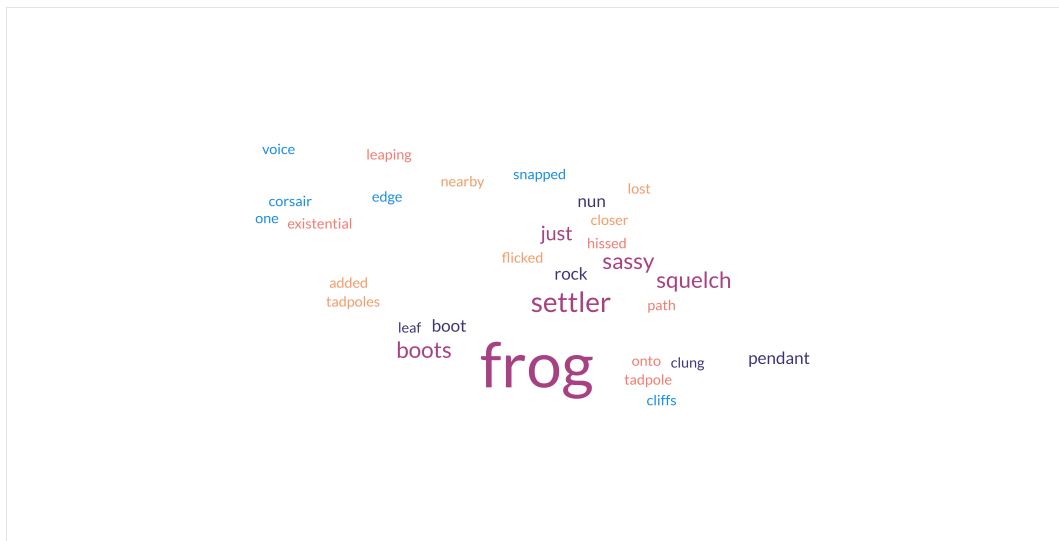 voice
leaping
snapped
nearby
lost
edge
corsair
nun
one
existential
closer
just
hissed
flicked
sassy
rock
squelch
added
tadpoles
settler
path
leaf
boot
boots
frog
pendant
onto
clung
tadpole
cliffs